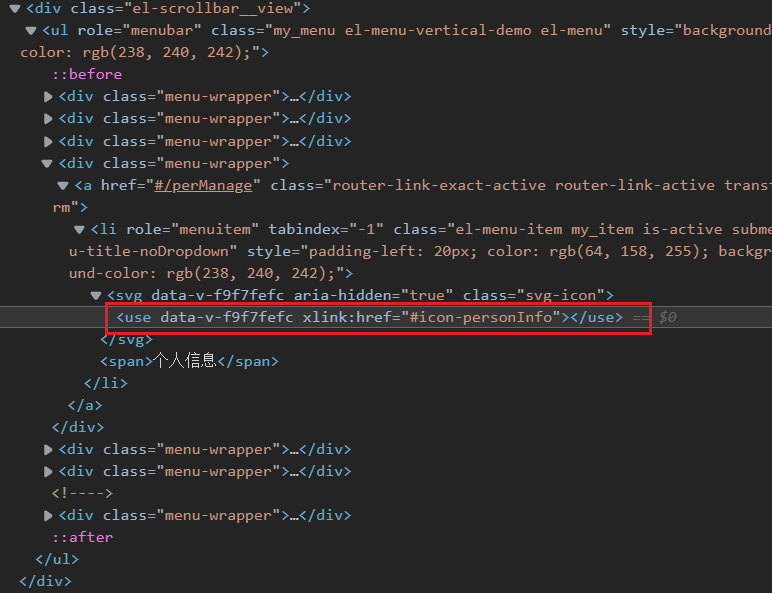 <div class="el-scrollbar__view">
<ul role="menubar" class="my_menu el-menu-vertical-demo el-menu" style="background
color: rgb(238, 240, 242);">
::before
<div class="menu-wrapper">…</div>
<div class="menu-wrapper">…</div>
<div class="menu-wrapper">…</div>
<div class="menu-wrapper">
<a href="#/perManage" class="router-link-exact-active router-link-active transf
rm">
<li role="menuitem" tabindex="-1" class="el-menu-item my_item is-active subme
u-title-noDropdown" style="padding-left: 20px; color: rgb(64, 158, 255); backg
und-color: rgb(238, 240, 242);">
<svg data-v-f9f7fefc aria-hidden="true" class="svg-icon">
<use data-v-f9f7fefc xlink:href="#icon-personInfo"></use> == $0
</svg>
<span>个人信息</span>
</li>
</a>
</div>
<div class="menu-wrapper">…</div>
<div class="menu-wrapper">…</div>
<!---->
<div class="menu-wrapper">…</div>
::after
</ul>
</div>